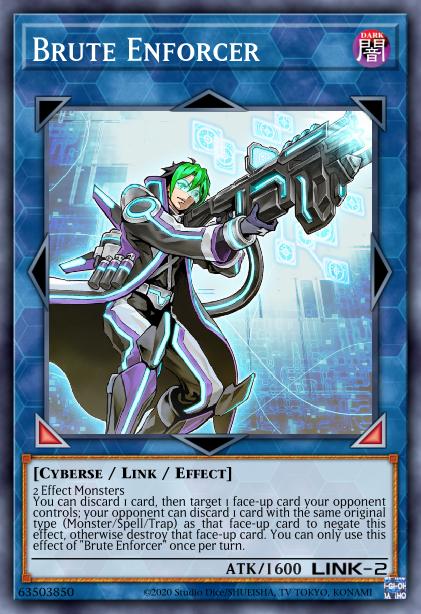 BRUTE ENFORCER
DARK
闇
[CYBERSE / LINK / EFFECT]
2 Effect Monsters
You can discard 1 card, then target 1 face-up card your opponent
controls; your opponent can discard 1 card with the same original
type (Monster/Spell/Trap) as that face-up card to negate this
effect, otherwise destroy that face-up card. You can only use this
effect of "Brute Enforcer" once per turn.
ATK/1600 LINK-2
63503850 ©2020 Studio Dice/SHUEISHA, TV TOKYO, KONAMI